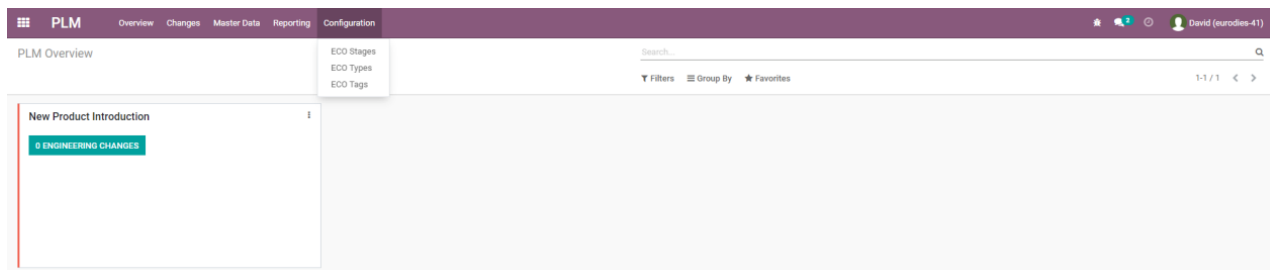 PLM Overview Changes Master Data Reporting Configuration 2 David (eurodies-41)
PLM Overview
ECO Stages
ECO Types
ECO Tags
Search...
Filters Group By Favorites 1-1 / 1
New Product Introduction
0 ENGINEERING CHANGES